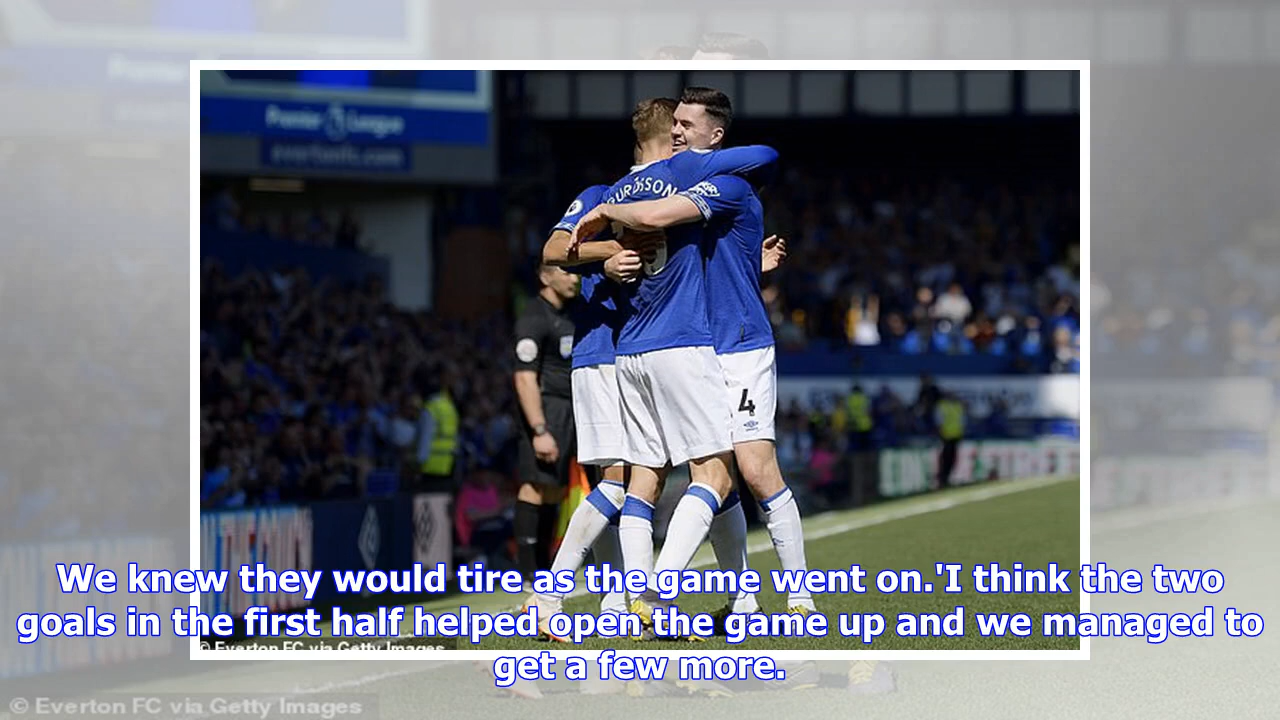 Premier League
evertonfc.com
URÐSSON
4
We knew they would tire as the game went on.'I think the two
goals in the first half helped open the game up and we managed to
get a few more.
© Everton FC via Getty Images
© Everton FC via Getty Images